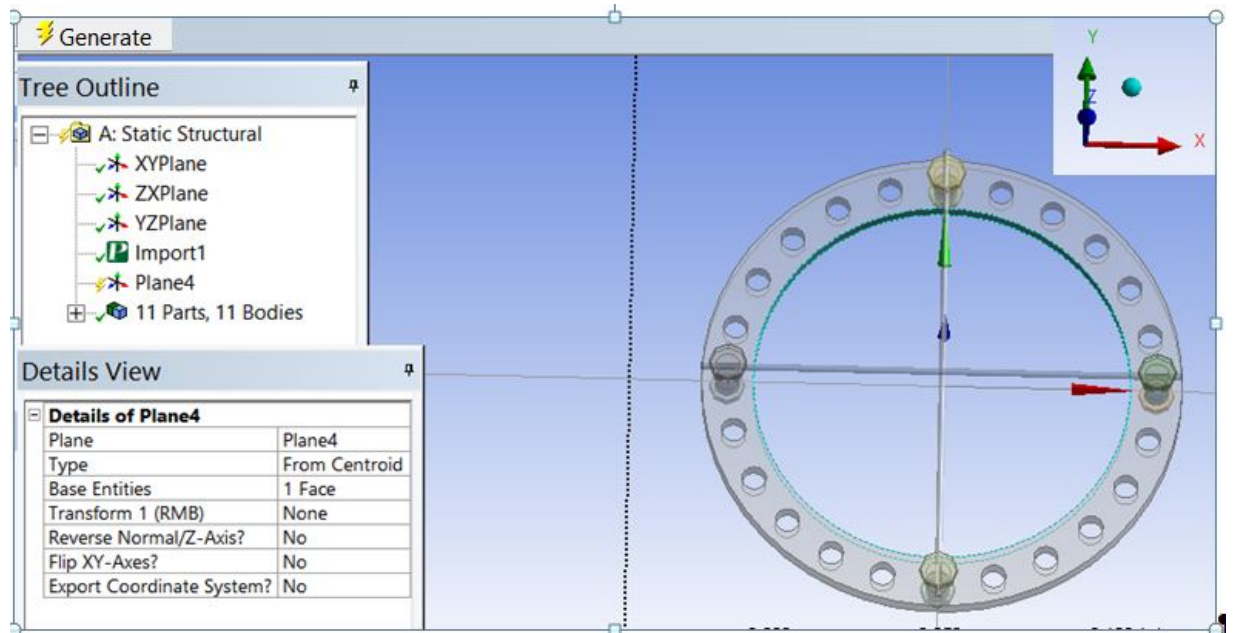 Generate
Tree Outline
A: Static Structural
XYPlane
ZXPlane
YZPlane
Import1
Plane4
11 Parts, 11 Bodies
Details View
Details of Plane4
Plane Plane4
Type From Centroid
Base Entities 1 Face
Transform 1 (RMB) None
Reverse Normal/Z-Axis? No
Flip XY-Axes? No
Export Coordinate System? No
Y
Z
X